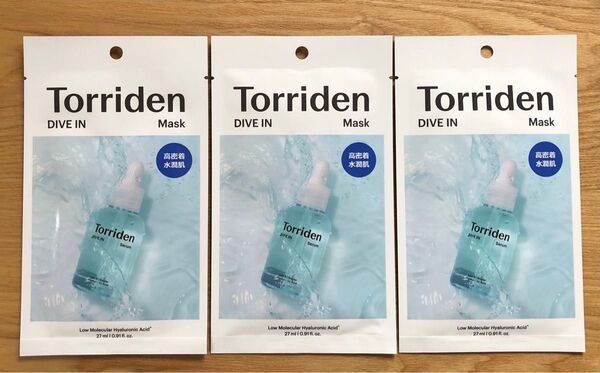 Torriden
DIVE IN Mask
高密着
水潤肌
Torriden
DIVE IN Serum
Low Molecular Hyaluronic Acid*
27 ml | 0.91 fl. oz.
Torriden
DIVE IN Mask
高密着
水潤肌
Torriden
DIVE IN Serum
Low Molecular Hyaluronic Acid*
27 ml | 0.91 fl. oz.
Torriden
DIVE IN Mask
高密着
水潤肌
Torriden
DIVE IN Serum
Low Molecular Hyaluronic Acid*
27 ml | 0.91 fl. oz.